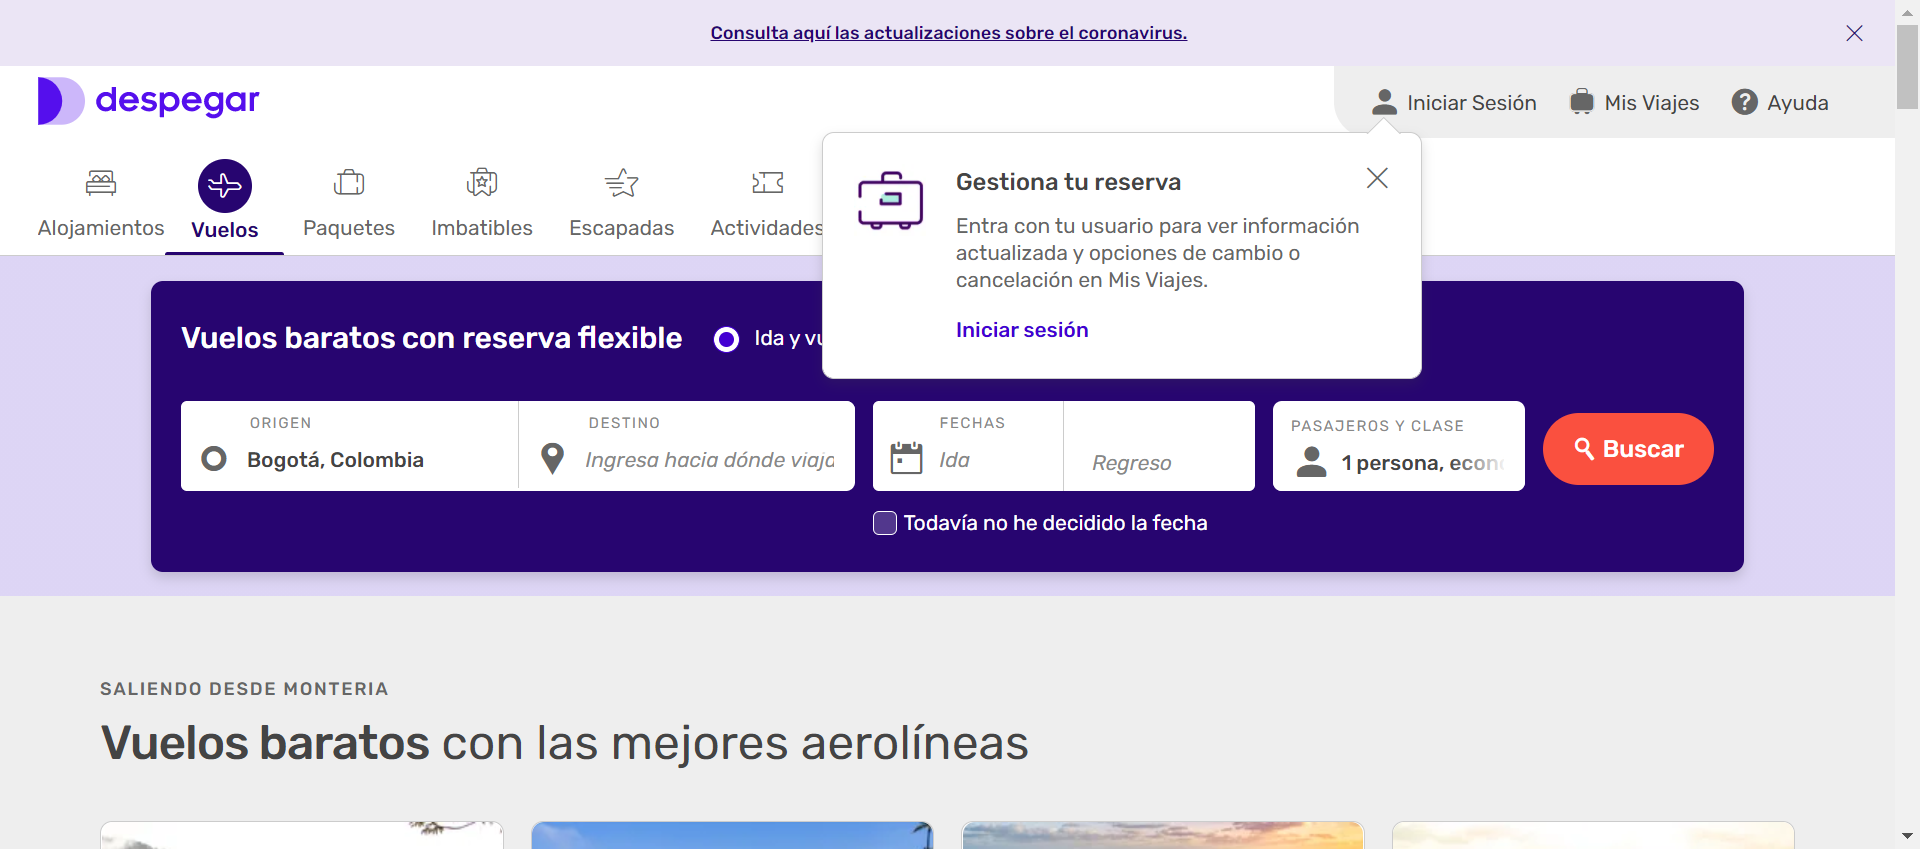 Consulta aquí las actualizaciones sobre el coronavirus.
despegar
Iniciar Sesión
Mis Viajes
? Ayuda
Alojamientos
Vuelos
Paquetes
Imbatibles
Escapadas
Actividades
Gestiona tu reserva
Entra con tu usuario para ver información
actualizada y opciones de cambio o
cancelación en Mis Viajes.
Iniciar sesión
Vuelos baratos con reserva flexible
Ida y vu
ORIGEN
Bogotá, Colombia
DESTINO
Ingresa hacia dónde viaja
FECHAS
Ida
Regreso
PASAJEROS Y CLASE
1 persona, econo
Buscar
Todavía no he decidido la fecha
SALIENDO DESDE MONTERIA
Vuelos baratos con las mejores aerolíneas